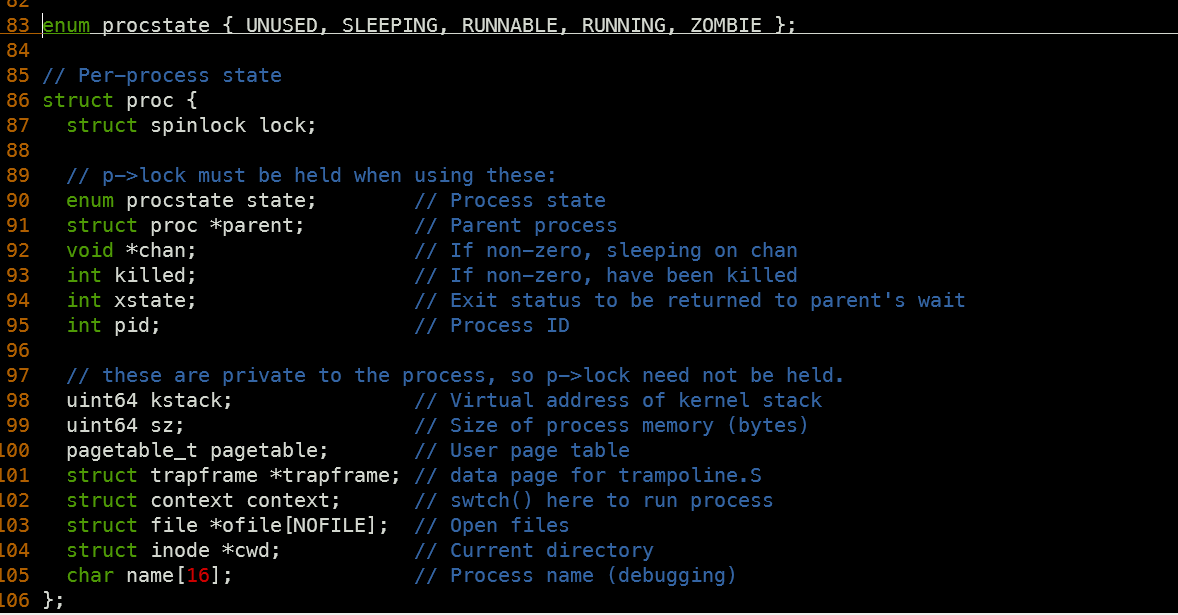 82
83 enum procstate { UNUSED, SLEEPING, RUNNABLE, RUNNING, ZOMBIE };
84
85 // Per-process state
86 struct proc {
87   struct spinlock lock;
88
89   // p->lock must be held when using these:
90   enum procstate state;        // Process state
91   struct proc *parent;         // Parent process
92   void *chan;                  // If non-zero, sleeping on chan
93   int killed;                  // If non-zero, have been killed
94   int xstate;                  // Exit status to be returned to parent's wait
95   int pid;                     // Process ID
96
97   // these are private to the process, so p->lock need not be held.
98   uint64 kstack;               // Virtual address of kernel stack
99   uint64 sz;                   // Size of process memory (bytes)
100   pagetable_t pagetable;       // User page table
101   struct trapframe *trapframe; // data page for trampoline.S
102   struct context context;      // swtch() here to run process
103   struct file *ofile[NOFILE];  // Open files
104   struct inode *cwd;           // Current directory
105   char name[16];               // Process name (debugging)
106 };